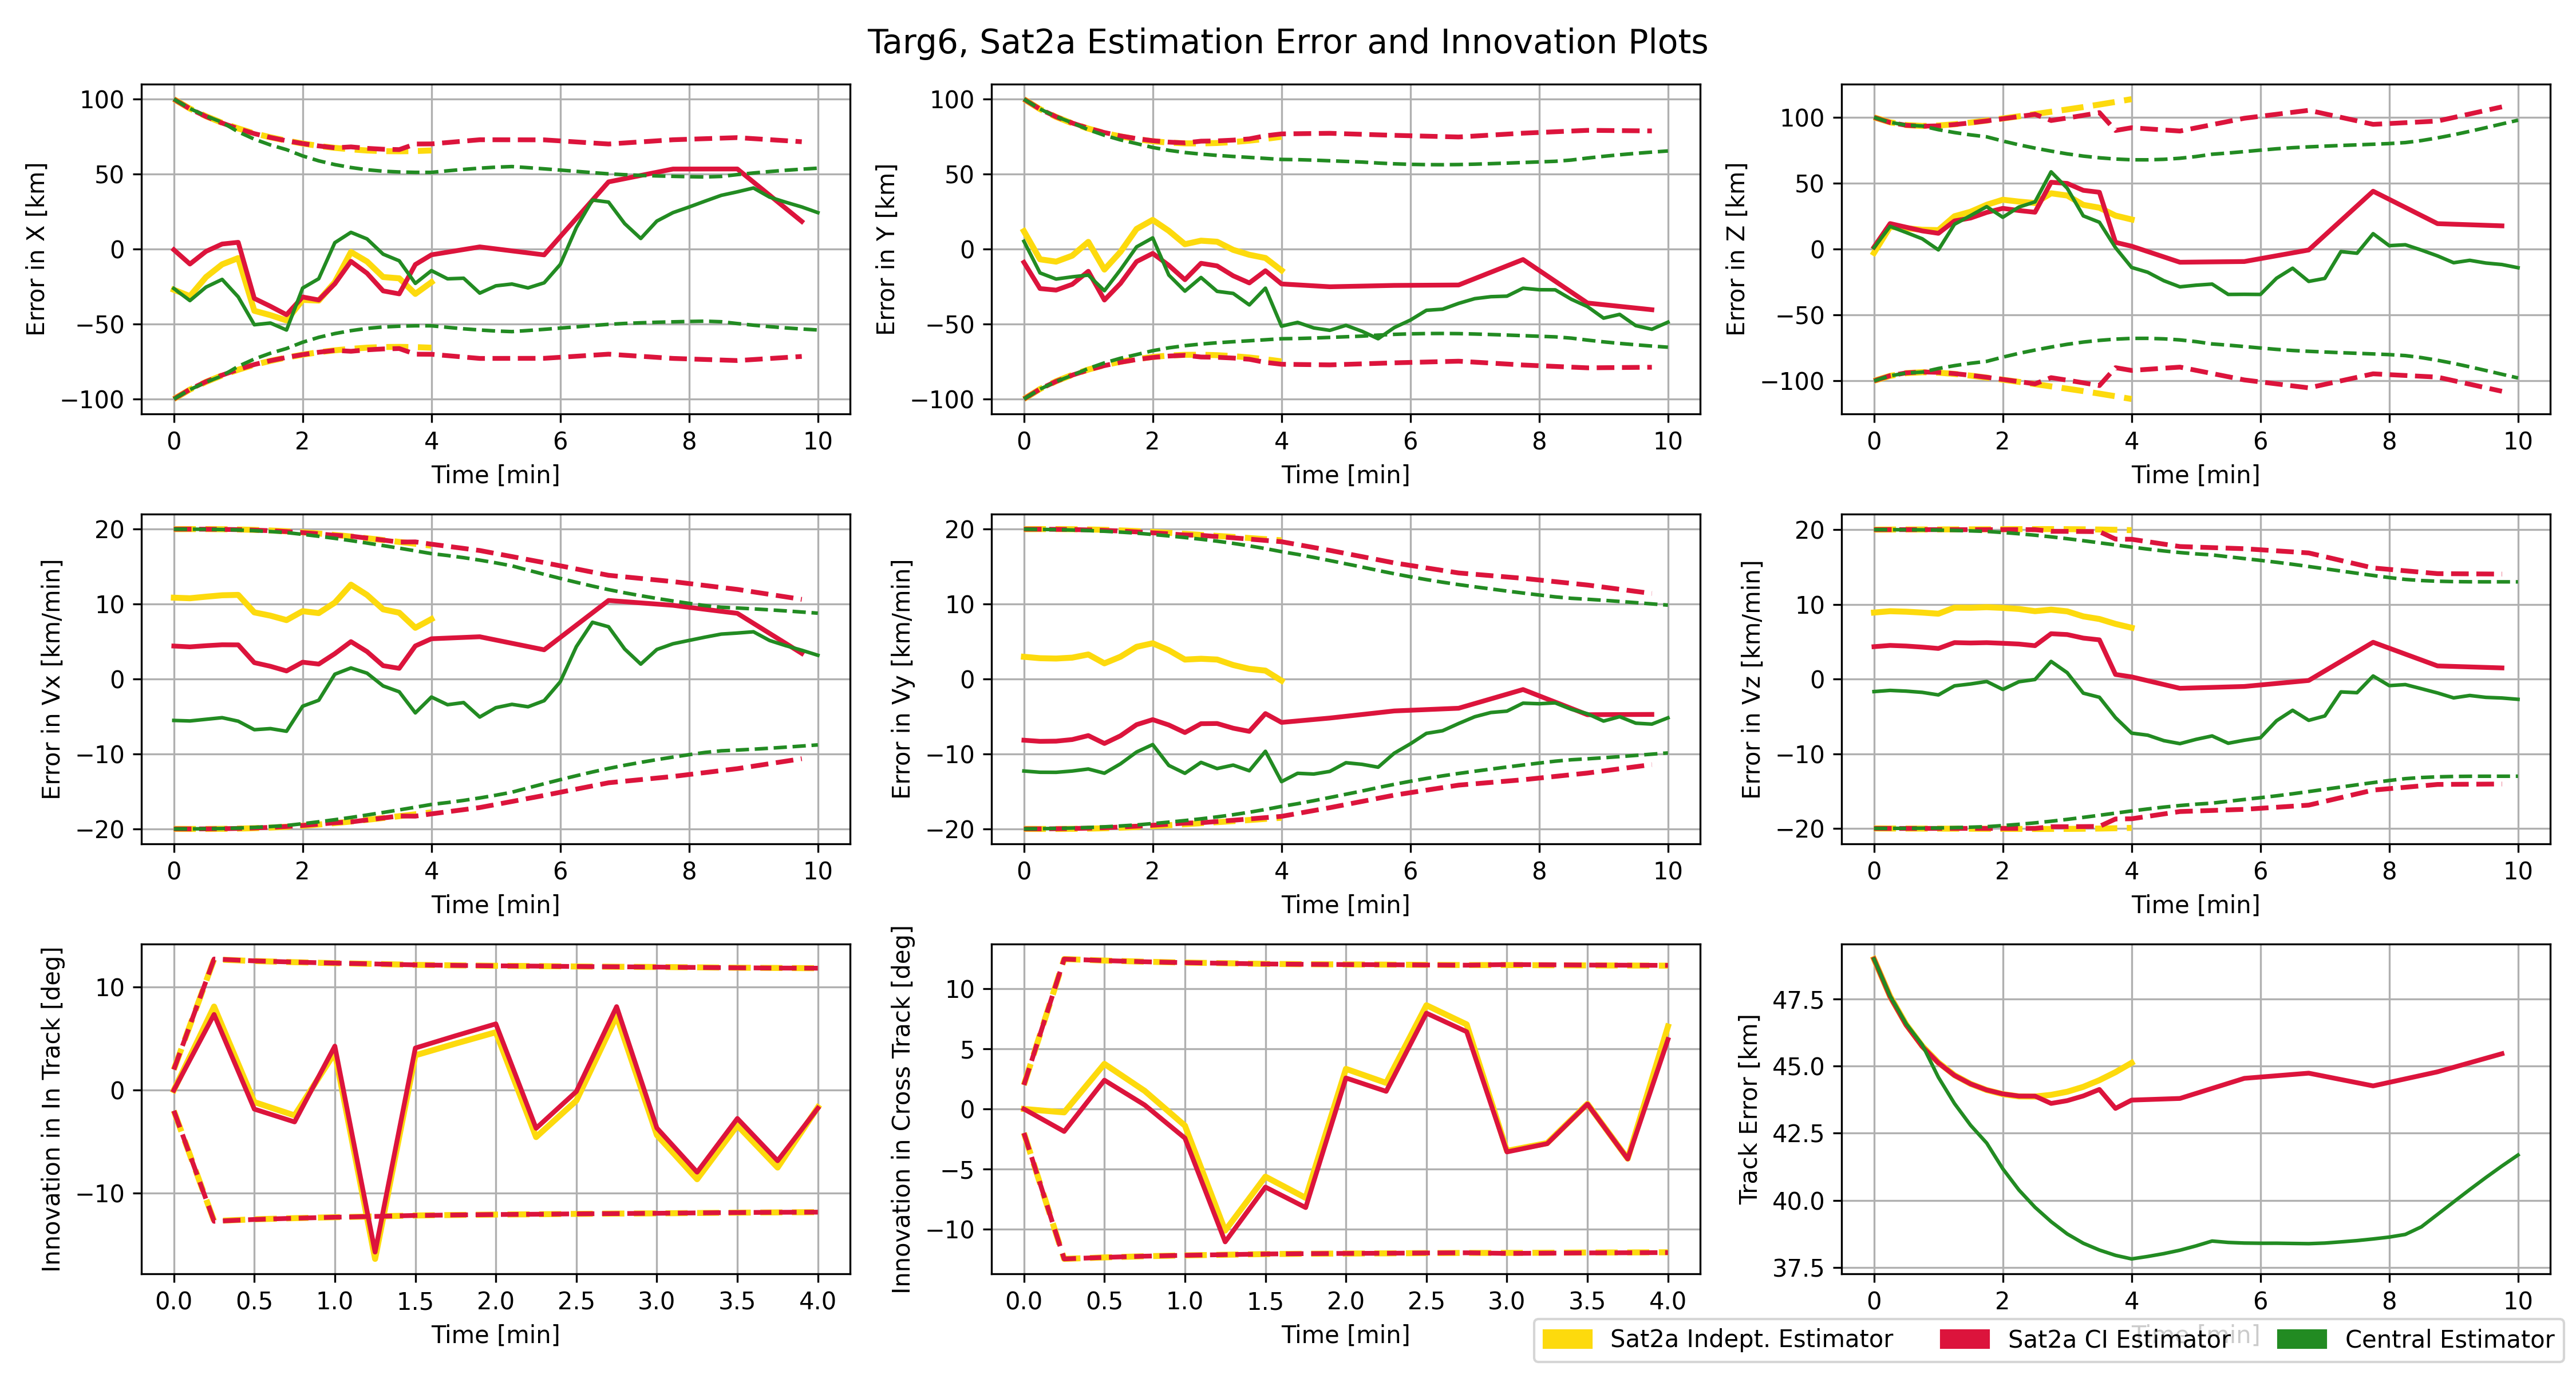 Targ6, Sat2a Estimation Error and Innovation Plots
Error in X [km]
100
50
0
−50
−100
0 2 4 6 8 10
Time [min]
Error in Y [km]
100
50
0
−50
−100
0 2 4 6 8 10
Time [min]
Error in Z [km]
100
50
0
−50
−100
0 2 4 6 8 10
Time [min]
Error in Vx [km/min]
20
10
0
−10
−20
0 2 4 6 8 10
Time [min]
Error in Vy [km/min]
20
10
0
−10
−20
0 2 4 6 8 10
Time [min]
Error in Vz [km/min]
20
10
0
−10
−20
0 2 4 6 8 10
Time [min]
Innovation in In Track [deg]
10
0
−10
0.0 0.5 1.0 1.5 2.0 2.5 3.0 3.5 4.0
Time [min]
Innovation in Cross Track [deg]
10
5
0
−5
−10
0.0 0.5 1.0 1.5 2.0 2.5 3.0 3.5 4.0
Time [min]
Track Error [km]
47.5
45.0
42.5
40.0
37.5
0 2 4 6 8 10
Time [min]
Sat2a Indept. Estimator Sat2a CI Estimator Central Estimator